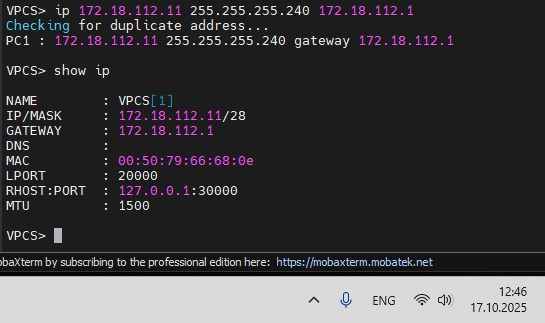 VPCS> ip 172.18.112.11 255.255.255.240 172.18.112.1
Checking for duplicate address...
PC1 : 172.18.112.11 255.255.255.240 gateway 172.18.112.1
VPCS> show ip
NAME : VPCS[1]
IP/MASK : 172.18.112.11/28
GATEWAY : 172.18.112.1
DNS :
MAC : 00:50:79:66:68:0e
LPORT : 20000
RHOST:PORT : 127.0.0.1:30000
MTU : 1500
VPCS>
obaXterm by subscribing to the professional edition here: https://mobaxterm.mobatek.net
ENG
12:46
17.10.2025